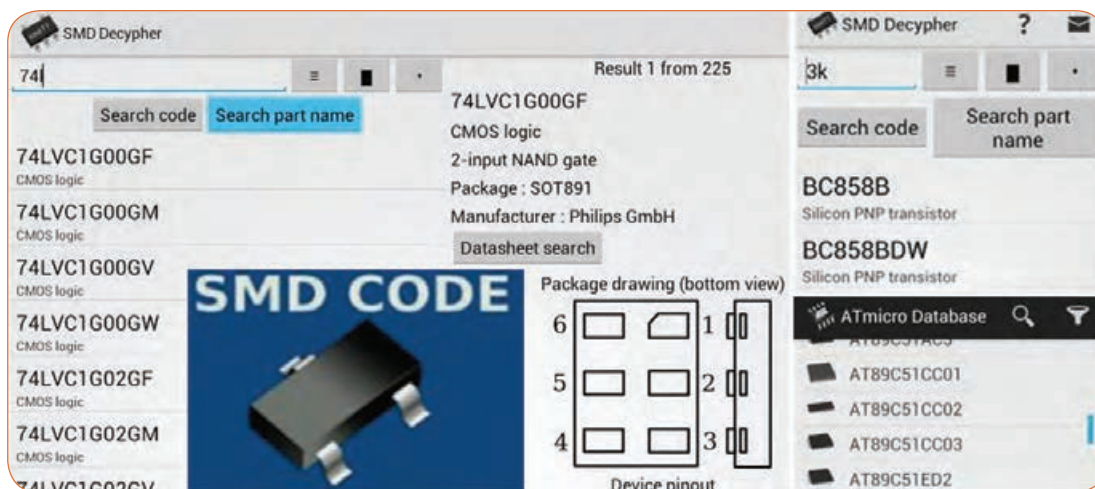 SMD Decypher
74l
Search code
Search part name
74LVC1G00GF
CMOS logic
74LVC1G00GM
CMOS logic
74LVC1G00GV
CMOS logic
74LVC1G00GW
CMOS logic
74LVC1G02GF
CMOS logic
74LVC1G02GM
CMOS logic
74LVC1G02GV
Result 1 from 225
74LVC1G00GF
CMOS logic
2-input NAND gate
Package : SOT891
Manufacturer : Philips GmbH
Datasheet search
SMD CODE
Package drawing (bottom view)
6 1
5 2
4 3
Device pinout
SMD Decypher ?
3k
Search code
Search part
name
BC858B
Silicon PNP transistor
BC858BDW
Silicon PNP transistor
ATmicro Database
AT89C51AC3
AT89C51CC01
AT89C51CC02
AT89C51CC03
AT89C51ED2